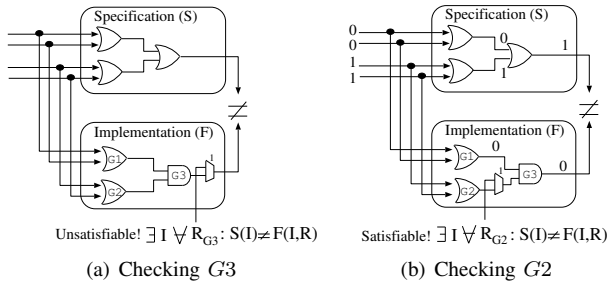 Specification (S)
Implementation (F)
G1
G2
G3
1
Unsatisfiable! ∃ I ∀ R_G3: S(I)≠F(I,R)
(a) Checking G3
Specification (S)
0
0
1
1
0
1
1
≠
Implementation (F)
0
G1
G2
1
G3
0
Satisfiable! ∃ I ∀ R_G2: S(I)≠F(I,R)
(b) Checking G2